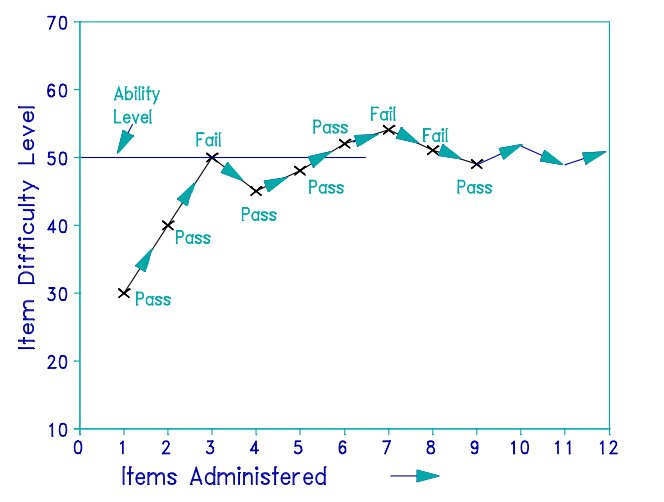 70
60
Ability
Level
Fail
Pass
Fail
Fail
50
Pass
Pass
Pass
40
Pass
30
Pass
20
10
0 1 2 3 4 5 6 7 8 9 10 11 12
Item Difficulty Level
Items Administered